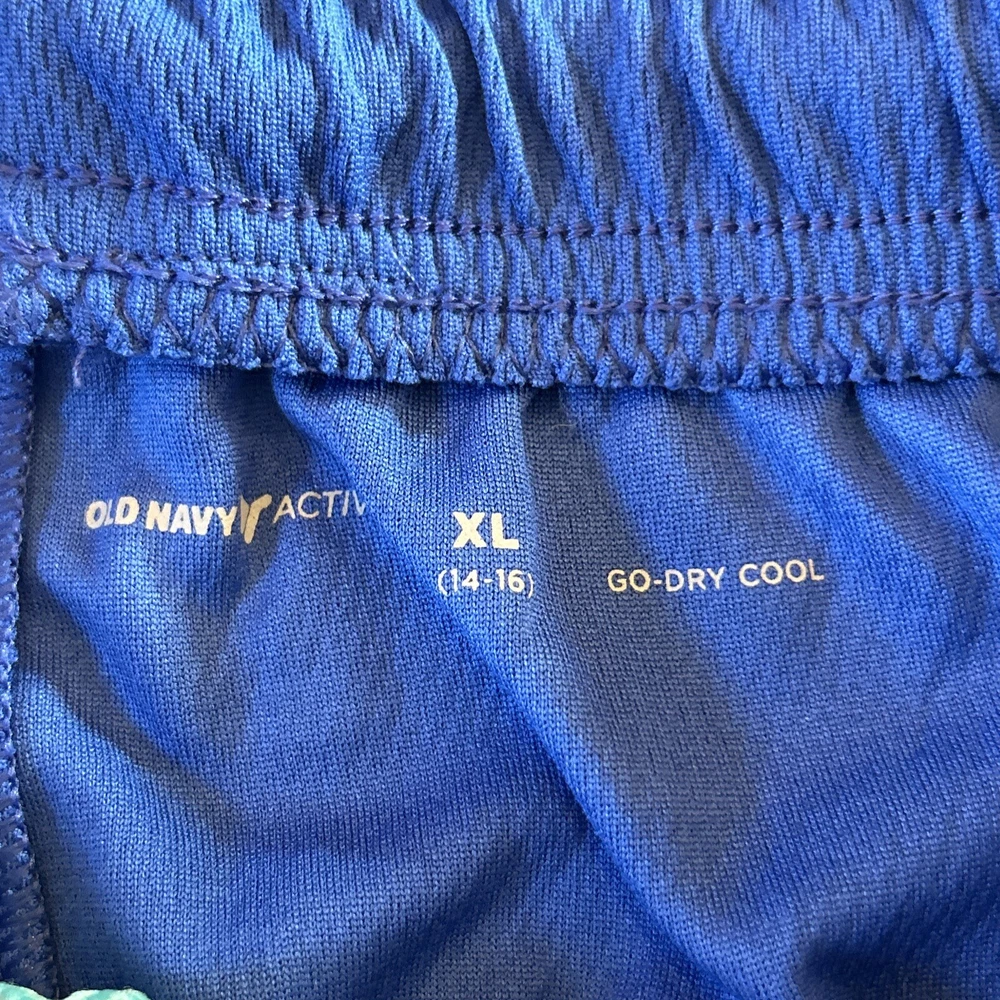 OLD NAVY ACTIV
XL
(14-16)
GO-DRY COOL